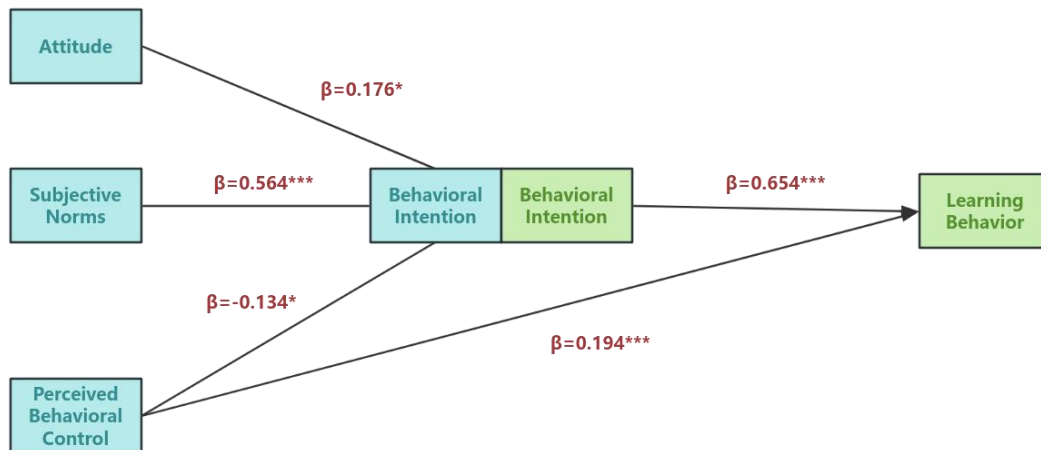 Attitude
β=0.176*
Subjective
Norms
β=0.564***
Behavioral
Intention
Behavioral
Intention
β=0.654***
Learning
Behavior
β=-0.134*
β=0.194***
Perceived
Behavioral
Control